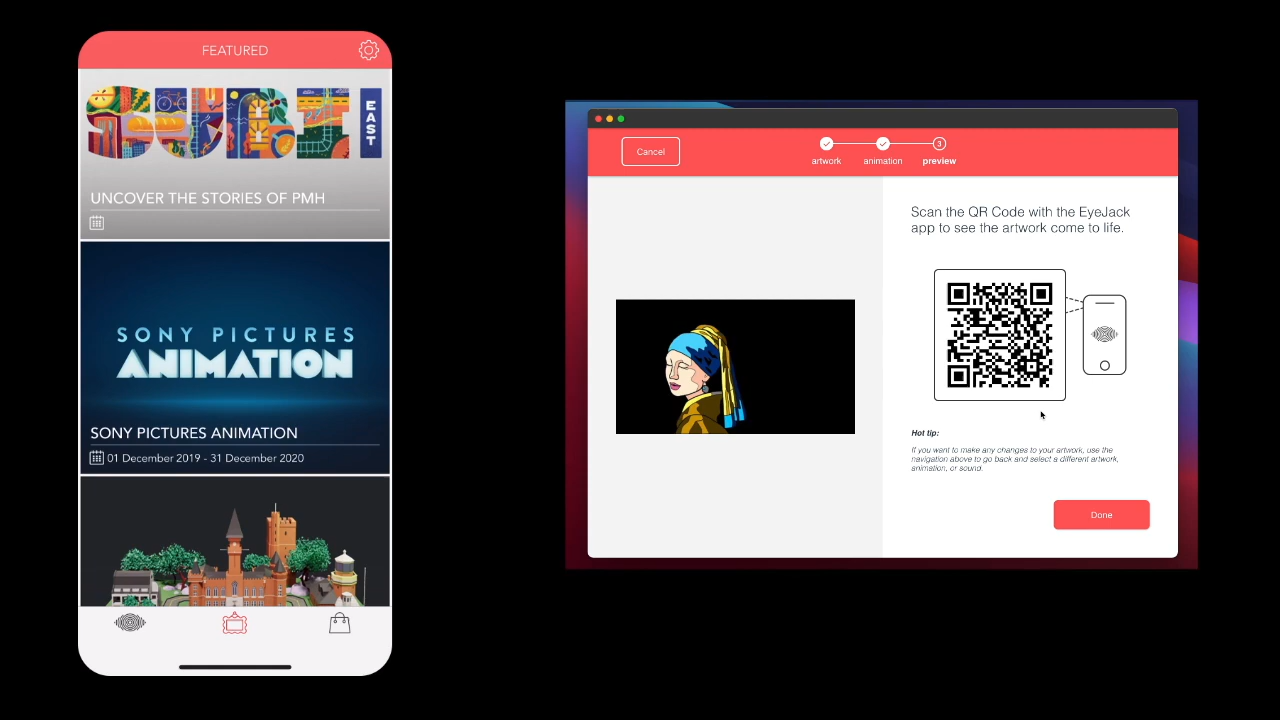 FEATURED
SUBI
EAST
UNCOVER THE STORIES OF PMH
SONY PICTURES
ANIMATION
SONY PICTURES ANIMATION
01 December 2019 - 31 December 2020
Cancel
3
artwork animation preview
Scan the QR Code with the EyeJack
app to see the artwork come to life.
Hot tip:
If you want to make any changes to your artwork, use the
navigation above to go back and select a different artwork,
animation, or sound.
Done